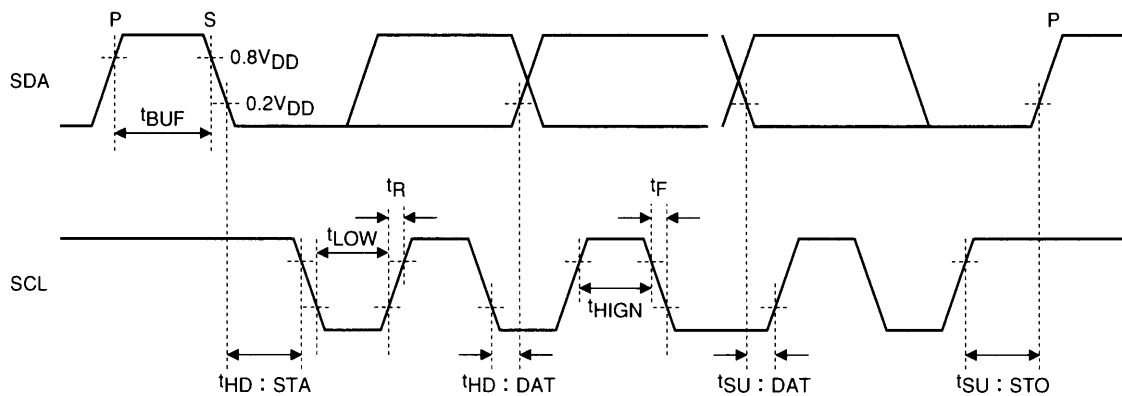 P S P
SDA
0.8VDD
0.2VDD
tBUF
tR
tF
tLOW
SCL
tHIGN
tHD : STA
tHD : DAT
tSU : DAT
tSU : STO